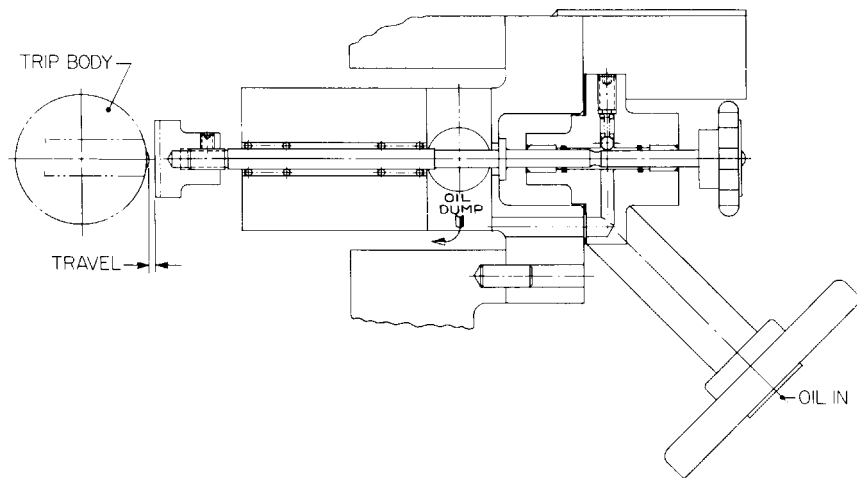 TRIP BODY
OIL
DUMP
TRAVEL
OIL IN